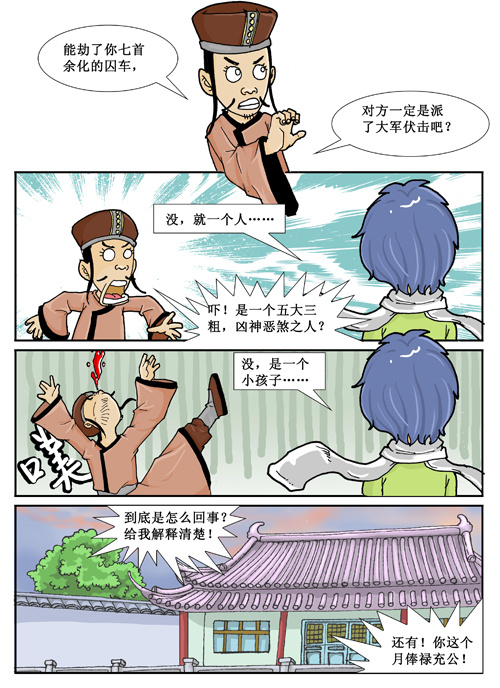 能劫了你七首
余化的囚车，
对方一定是派
了大军伏击吧？
没，就一个人……
吓！是一个五大三
粗，凶神恶煞之人？
没，是一个
小孩子……
噗
到底是怎么回事？
给我解释清楚！
还有！你这个
月俸禄充公！